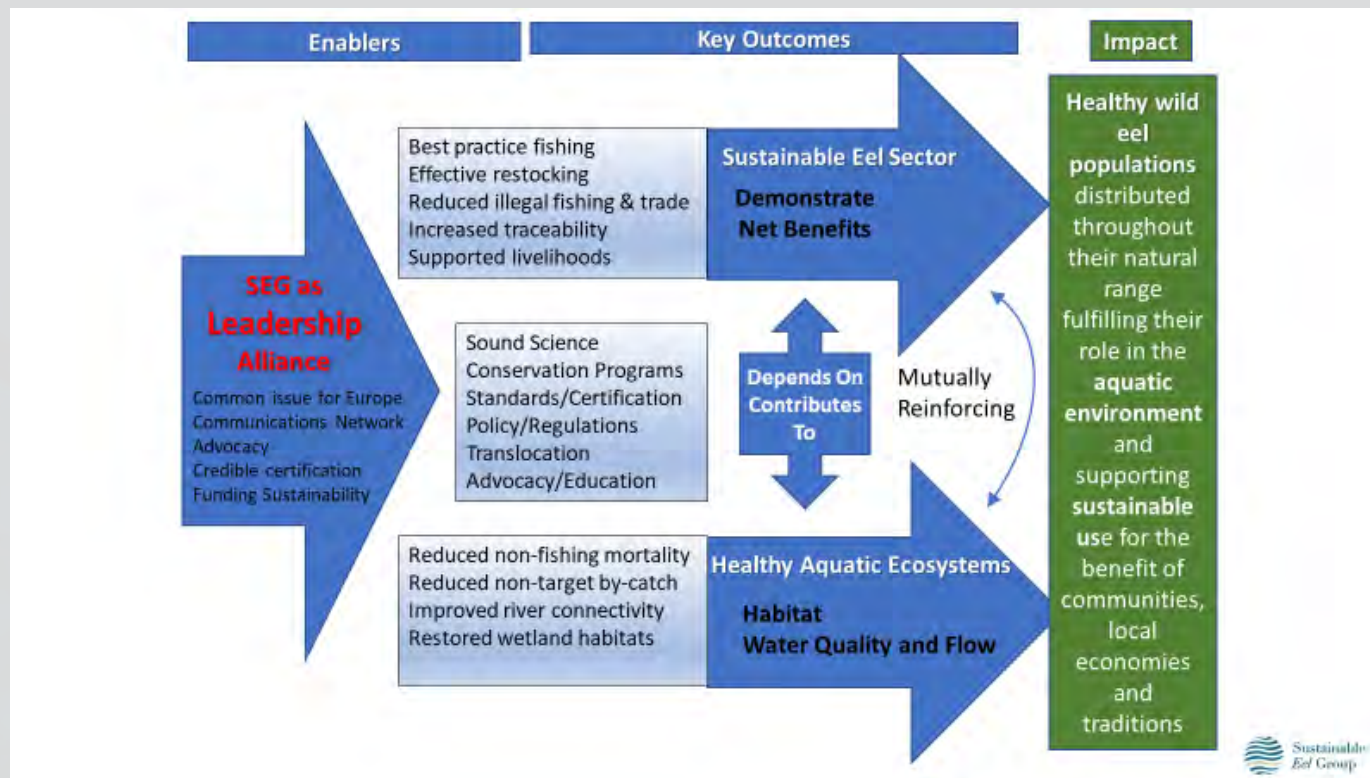 Enablers
Key Outcomes
Impact
SEG as
Leadership
Alliance
Common issue for Europe
Communications Network
Advocacy
Credible certification
Funding Sustainability
Best practice fishing
Effective restocking
Reduced illegal fishing & trade
Increased traceability
Supported livelihoods
Sound Science
Conservation Programs
Standards/Certification
Policy/Regulations
Translocation
Advocacy/Education
Reduced non-fishing mortality
Reduced non-target by-catch
Improved river connectivity
Restored wetland habitats
Sustainable Eel Sector
Demonstrate
Net Benefits
Depends On
Contributes
To
Mutually
Reinforcing
Healthy Aquatic Ecosystems
Habitat
Water Quality and Flow
Healthy wild
eel
populations
distributed
throughout
their natural
range
fulfilling their
role in the
aquatic
environment
and
supporting
sustainable
use for the
benefit of
communities,
local
economies
and
traditions
Sustainable
Eel Group